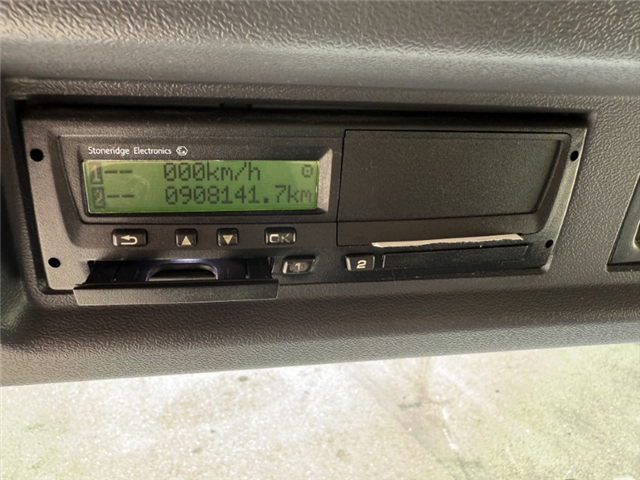 Stoneridge Electronics
1 -- 000km/h
2 -- 0908141.7km
OK
1
2